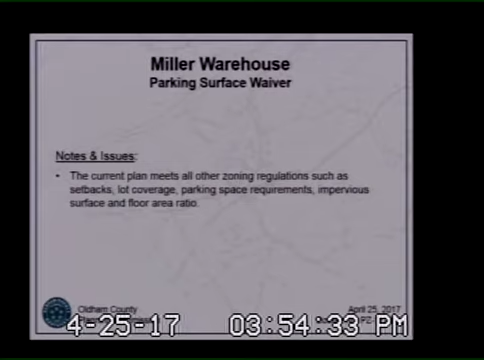 Miller Warehouse
Parking Surface Waiver
Notes & Issues:
• The current plan meets all other zoning regulations such as
setbacks, lot coverage, parking space requirements, impervious
surface and floor area ratio.
Oldham County
April 25, 2017
4-25-17 03:54:33 PM